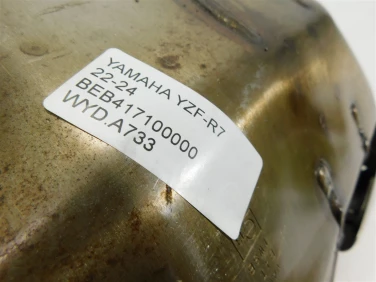 YAMAHA YZF-R7
22-24
BEB417100000
WYD.A733